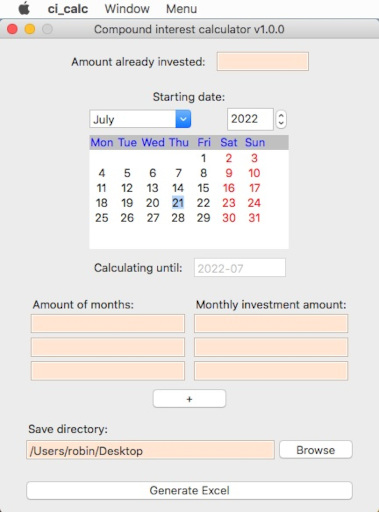 ci_calc Window Menu
Compound interest calculator v1.0.0
Amount already invested:
Starting date:
July 2022
Mon Tue Wed Thu Fri Sat Sun
1 2 3
4 5 6 7 8 9 10
11 12 13 14 15 16 17
18 19 20 21 22 23 24
25 26 27 28 29 30 31
Calculating until: 2022-07
Amount of months: Monthly investment amount:
+
Save directory:
/Users/robin/Desktop Browse
Generate Excel